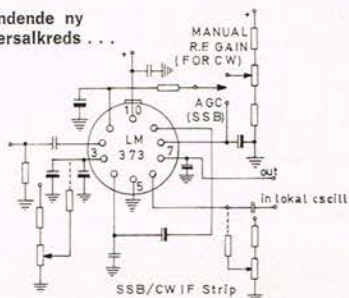 ndende ny
ersalkreds . . .
MANUAL
R.F. GAIN
(FOR CW)
+
+
10
AGC
(SSB)
LM
373
3
7
5
out
in lokal oscill
SSB/CW IF Strip